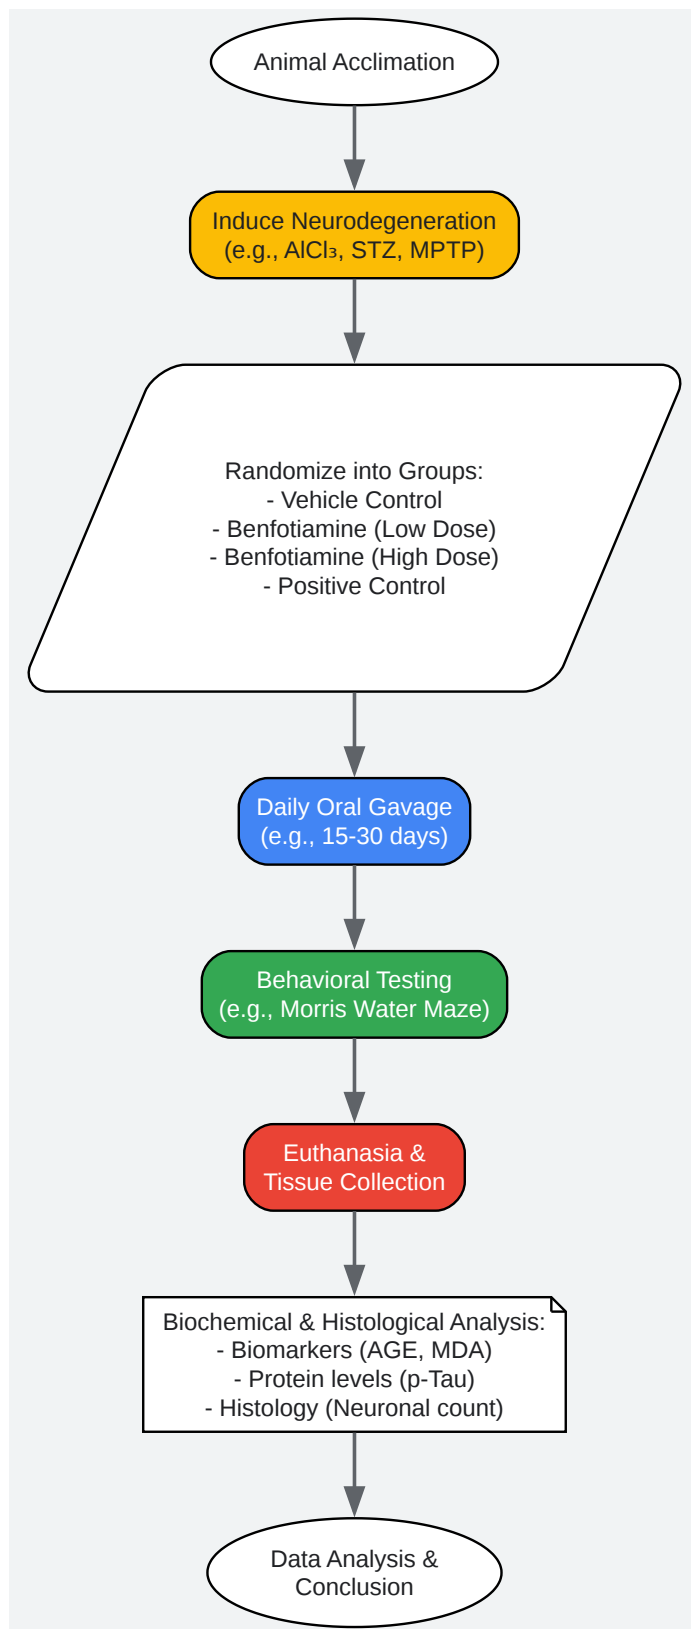 Animal Acclimation
Induce Neurodegeneration
(e.g., AlCl₃, STZ, MPTP)
Randomize into Groups:
- Vehicle Control
- Benfotiamine (Low Dose)
- Benfotiamine (High Dose)
- Positive Control
Daily Oral Gavage
(e.g., 15-30 days)
Behavioral Testing
(e.g., Morris Water Maze)
Euthanasia &
Tissue Collection
Biochemical & Histological Analysis:
- Biomarkers (AGE, MDA)
- Protein levels (p-Tau)
- Histology (Neuronal count)
Data Analysis &
Conclusion